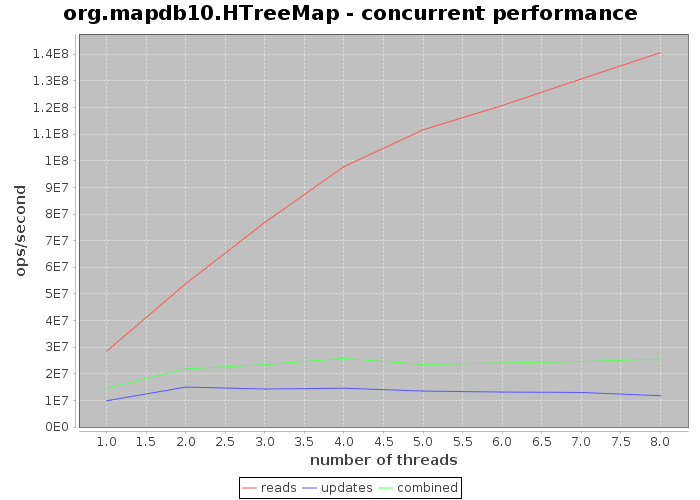 org.mapdb10.HTreeMap - concurrent performance
1.4E8
1.3E8
1.2E8
1.1E8
1E8
9E7
8E7
7E7
6E7
5E7
4E7
3E7
2E7
1E7
0E0
ops/second
1.0 1.5 2.0 2.5 3.0 3.5 4.0 4.5 5.0 5.5 6.0 6.5 7.0 7.5 8.0
number of threads
reads updates combined